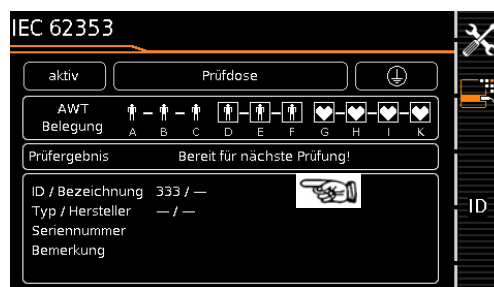 IEC 62353
aktiv
Prüfdose
AWT
Belegung
A B C D E F G H I K
Prüfergebnis Bereit für nächste Prüfung!
ID / Bezeichnung 333 / —
Typ / Hersteller — / —
Seriennummer
Bemerkung
ID